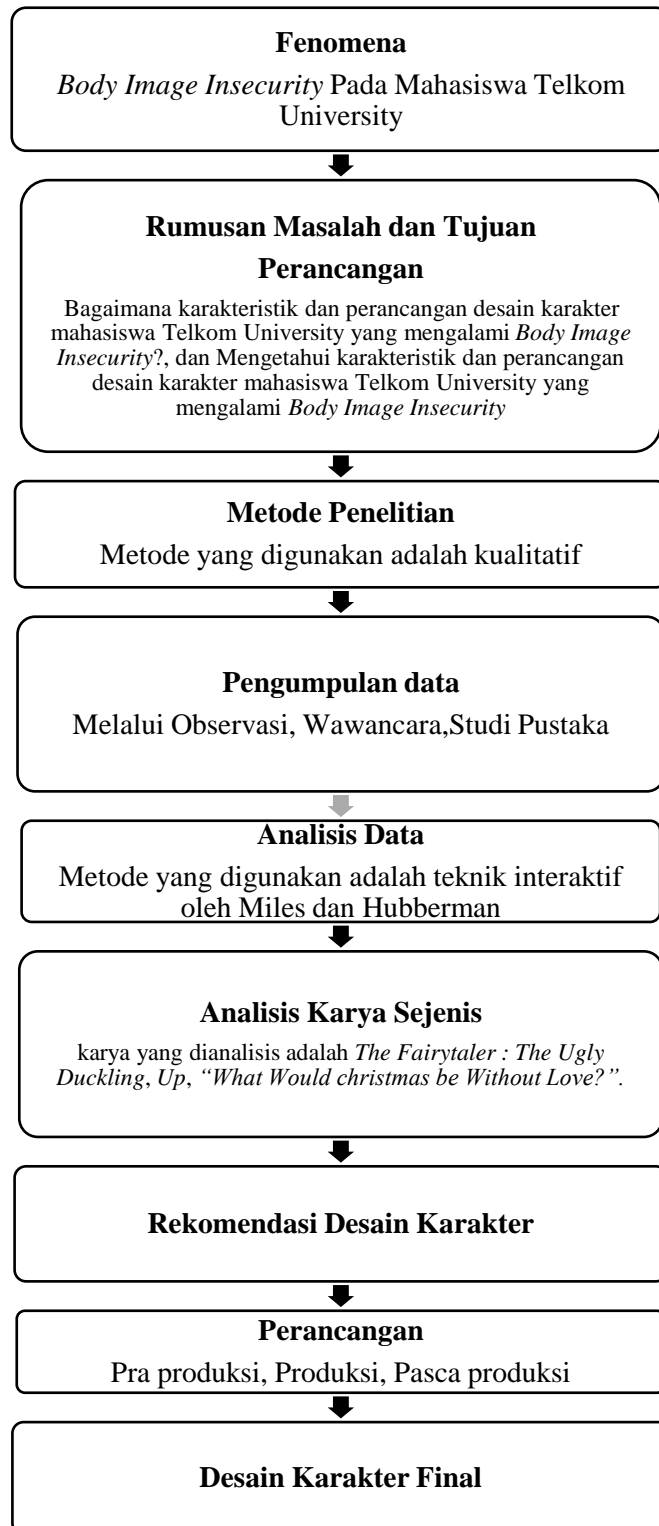 Fenomena
Body Image Insecurity Pada Mahasiswa Telkom
University
Rumusan Masalah dan Tujuan
Perancangan
Bagaimana karakteristik dan perancangan desain karakter
mahasiswa Telkom University yang mengalami Body Image
Insecurity?, dan Mengetahui karakteristik dan perancangan
desain karakter mahasiswa Telkom University yang
mengalami Body Image Insecurity
Metode Penelitian
Metode yang digunakan adalah kualitatif
Pengumpulan data
Melalui Observasi, Wawancara,Studi Pustaka
Analisis Data
Metode yang digunakan adalah teknik interaktif
oleh Miles dan Hubberman
Analisis Karya Sejenis
karya yang dianalisis adalah The Fairytaler : The Ugly
Duckling, Up, “What Would christmas be Without Love?”.
Rekomendasi Desain Karakter
Perancangan
Pra produksi, Produksi, Pasca produksi
Desain Karakter Final